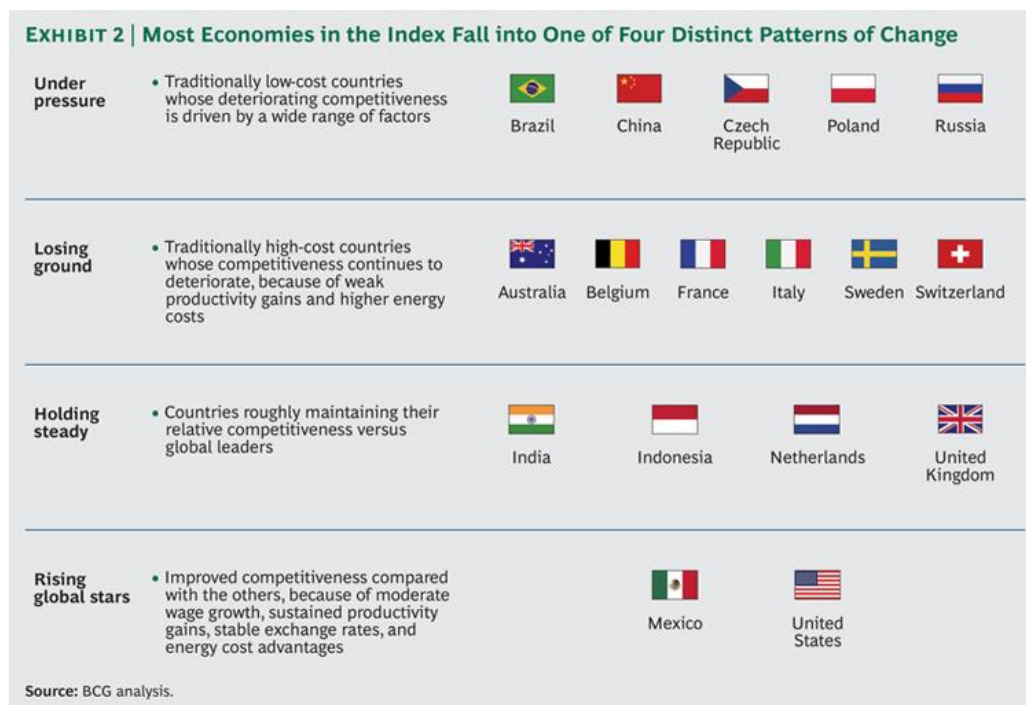 EXHIBIT 2 | Most Economies in the Index Fall into One of Four Distinct Patterns of Change
Under
pressure
• Traditionally low-cost countries
whose deteriorating competitiveness
is driven by a wide range of factors
Brazil
China
Czech
Republic
Poland
Russia
Losing
ground
• Traditionally high-cost countries
whose competitiveness continues to
deteriorate, because of weak
productivity gains and higher energy
costs
Australia
Belgium
France
Italy
Sweden
Switzerland
Holding
steady
• Countries roughly maintaining their
relative competitiveness versus
global leaders
India
Indonesia
Netherlands
United
Kingdom
Rising
global stars
• Improved competitiveness compared
with the others, because of moderate
wage growth, sustained productivity
gains, stable exchange rates, and
energy cost advantages
Mexico
United
States
Source: BCG analysis.